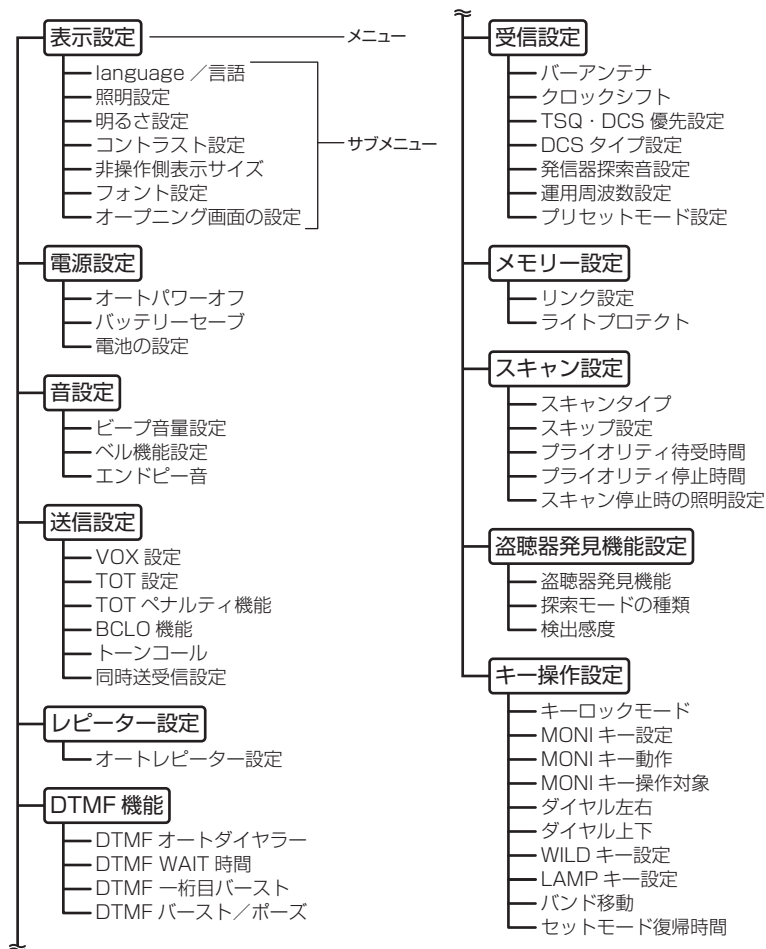 表示設定 メニュー
language ／言語
照明設定
明るさ設定
コントラスト設定 サブメニュー
非操作側表示サイズ
フォント設定
オープニング画面の設定
電源設定
オートパワーオフ
バッテリーセーブ
電池の設定
音設定
ビープ音量設定
ベル機能設定
エンドピー音
送信設定
VOX 設定
TOT 設定
TOT ペナルティ機能
BCLO 機能
トーンコール
同時送受信設定
レピーター設定
オートレピーター設定
DTMF 機能
DTMF オートダイヤラー
DTMF WAIT 時間
DTMF 一桁目バースト
DTMF バースト／ポーズ
受信設定
バーアンテナ
クロックシフト
TSQ・DCS 優先設定
DCS タイプ設定
発信器探索音設定
運用周波数設定
プリセットモード設定
メモリー設定
リンク設定
ライトプロテクト
スキャン設定
スキャンタイプ
スキップ設定
プライオリティ待受時間
プライオリティ停止時間
スキャン停止時の照明設定
盗聴器発見機能設定
盗聴器発見機能
探索モードの種類
検出感度
キー操作設定
キーロックモード
MONI キー設定
MONI キー動作
MONI キー操作対象
ダイヤル左右
ダイヤル上下
WILD キー設定
LAMP キー設定
バンド移動
セットモード復帰時間